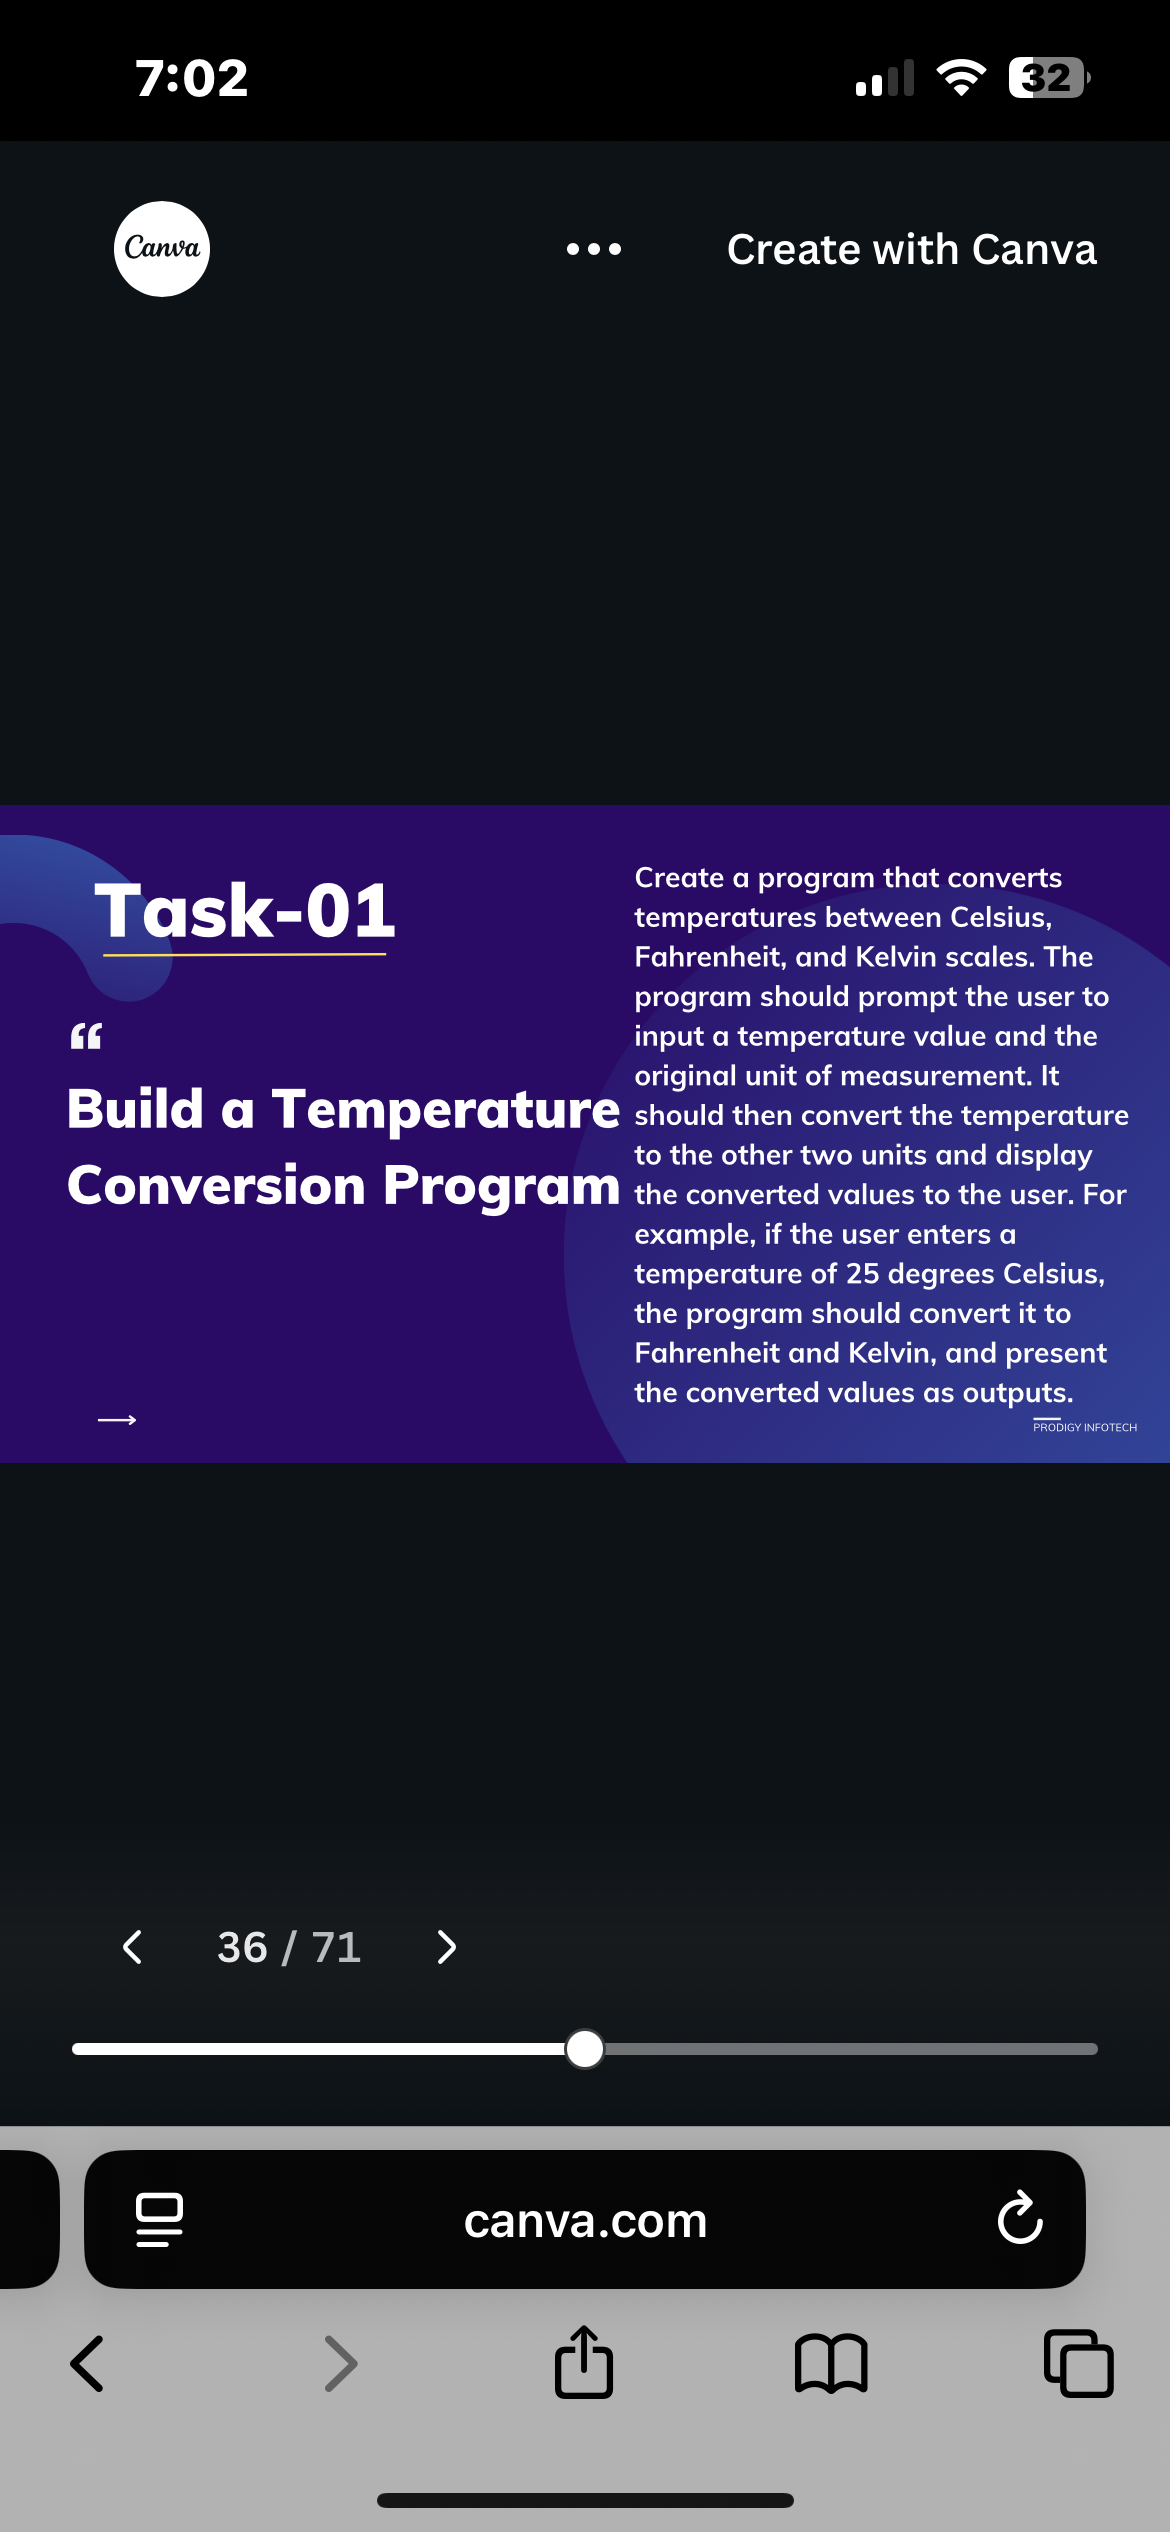 7:02
32
Canva
Create with Canva
Task-01
“
Build a Temperature
Conversion Program
Create a program that converts
temperatures between Celsius,
Fahrenheit, and Kelvin scales. The
program should prompt the user to
input a temperature value and the
original unit of measurement. It
should then convert the temperature
to the other two units and display
the converted values to the user. For
example, if the user enters a
temperature of 25 degrees Celsius,
the program should convert it to
Fahrenheit and Kelvin, and present
the converted values as outputs.
PRODIGY INFOTECH
36 / 71
canva.com